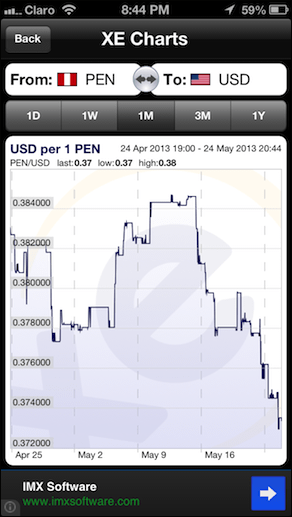 Claro 8:44 PM 59%
Back XE Charts
From: PEN To: USD
1D 1W 1M 3M 1Y
USD per 1 PEN 24 Apr 2013 19:00 - 24 May 2013 20:44
PEN/USD last:0.37 low:0.37 high:0.38
0.384000
0.382000
0.380000
0.378000
0.376000
0.374000
0.372000
Apr 25 May 2 May 9 May 16
IMX Software
www.imxsoftware.com